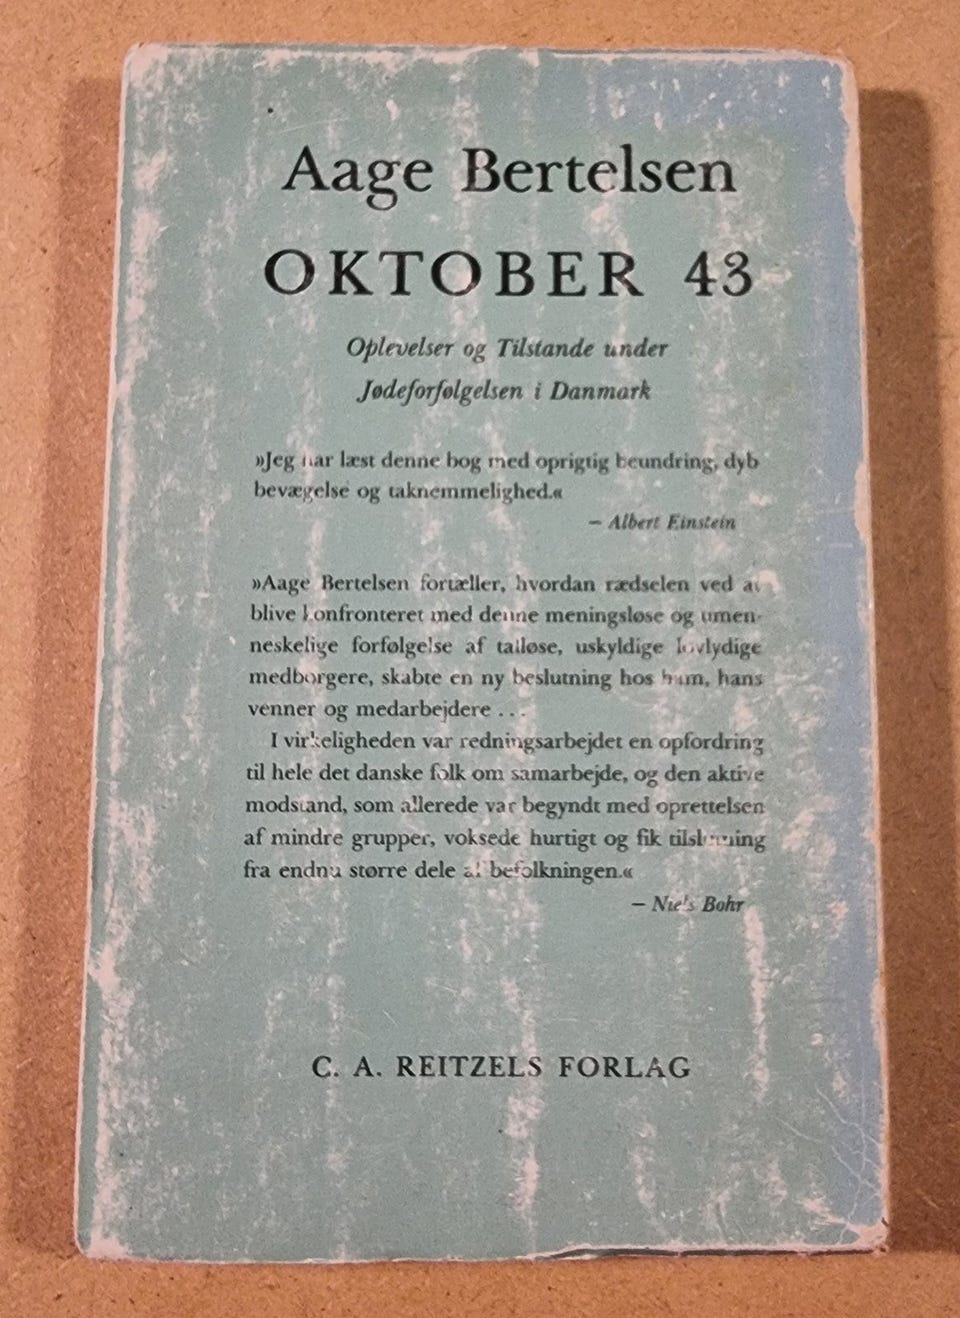 Aage Bertelsen
OKTOBER 43
Oplevelser og Tilstande under
Jødeforfølgelsen i Danmark
»Jeg har læst denne bog med oprigtig beundring, dyb
bevægelse og taknemmelighed.«
– Albert Einstein
»Aage Bertelsen fortæller, hvordan rædselen ved at
blive konfronteret med denne meningsløse og umen-
neskelige forfølgelse af talløse, uskyldige lovlydige
medborgere, skabte en ny beslutning hos ham, hans
venner og medarbejdere . . .
I virkeligheden var redningsarbejdet en opfordring
til hele det danske folk om samarbejde, og den aktive
modstand, som allerede var begyndt med oprettelsen
af mindre grupper, voksede hurtigt og fik tilslutning
fra endnu større dele af befolkningen.«
– Niels Bohr
C. A. REITZELS FORLAG